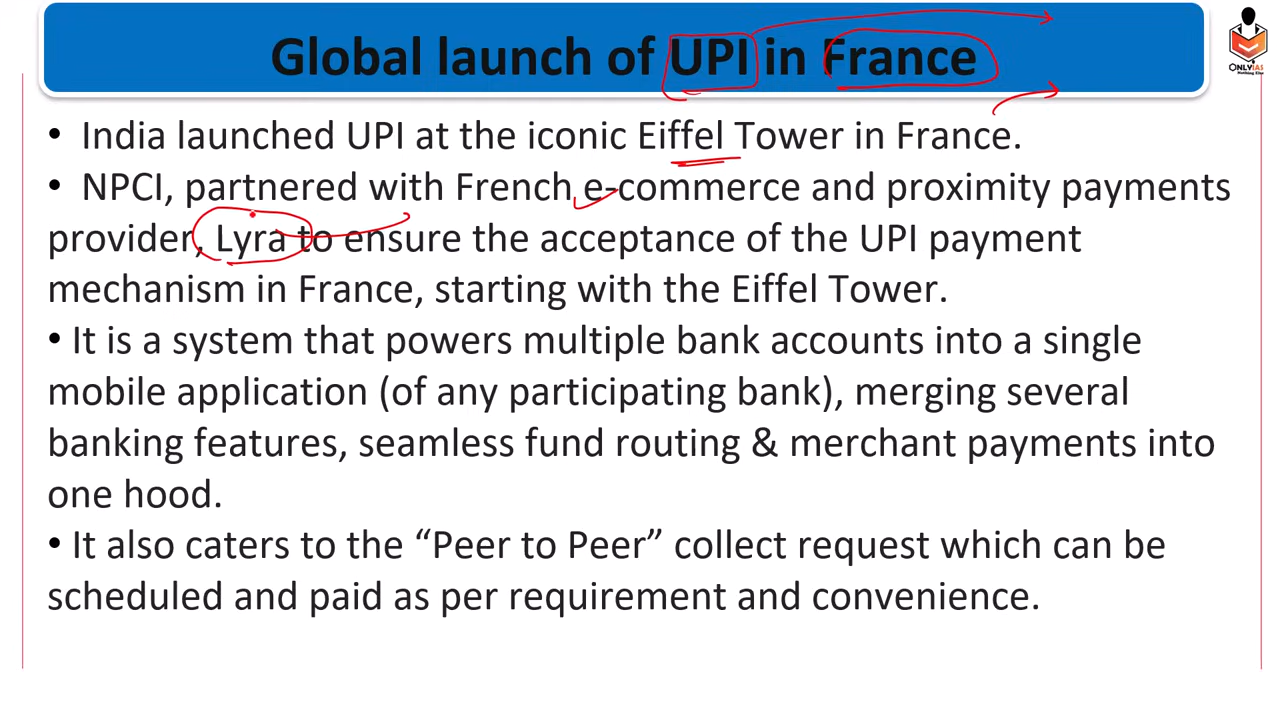 Global launch of UPI in France
ONLYIAS
Nothing Else
• India launched UPI at the iconic Eiffel Tower in France.
• NPCI, partnered with French e-commerce and proximity payments
provider, Lyra to ensure the acceptance of the UPI payment
mechanism in France, starting with the Eiffel Tower.
• It is a system that powers multiple bank accounts into a single
mobile application (of any participating bank), merging several
banking features, seamless fund routing & merchant payments into
one hood.
• It also caters to the “Peer to Peer” collect request which can be
scheduled and paid as per requirement and convenience.